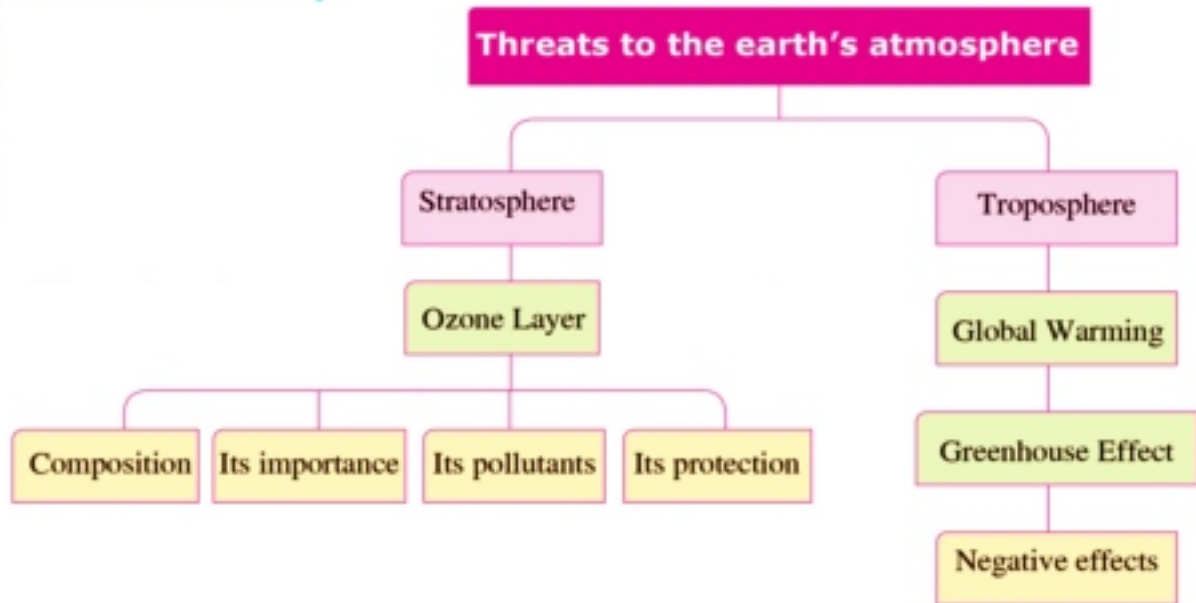 Threats to the earth's atmosphere
Stratosphere
Troposphere
Ozone Layer
Global Warming
Composition
Its importance
Its pollutants
Its protection
Greenhouse Effect
Negative effects